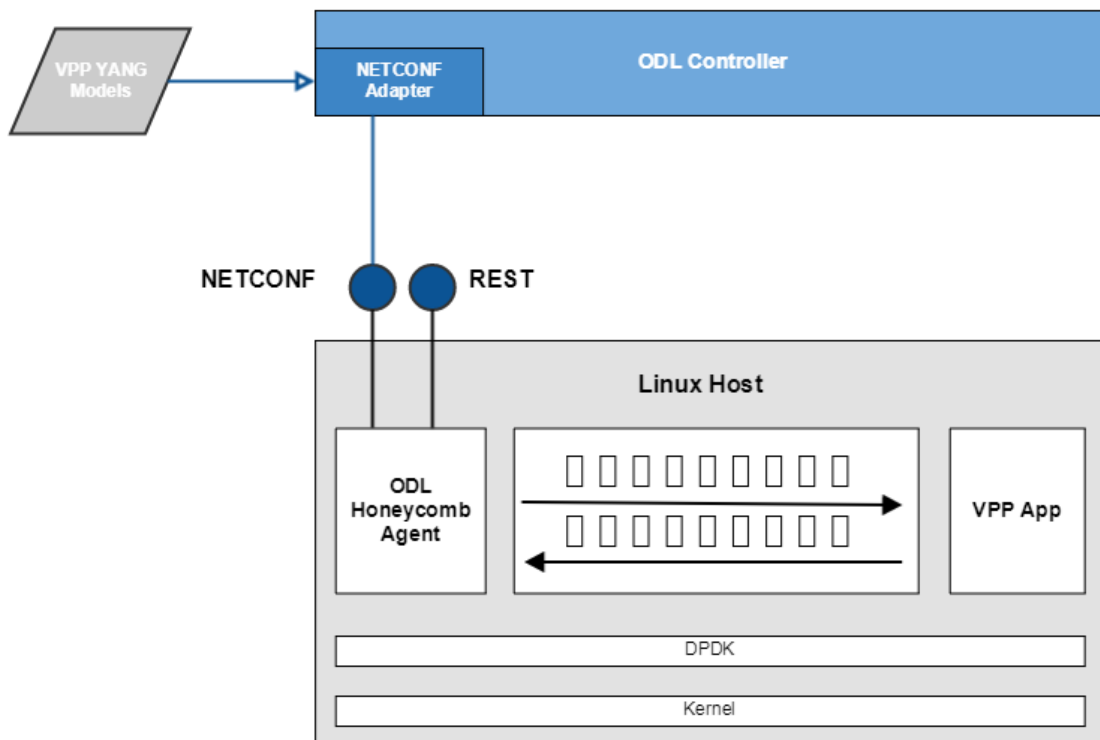 VPP YANG
Models
NETCONF
Adapter
ODL Controller
NETCONF
REST
Linux Host
ODL
Honeycomb
Agent
VPP App
DPDK
Kernel